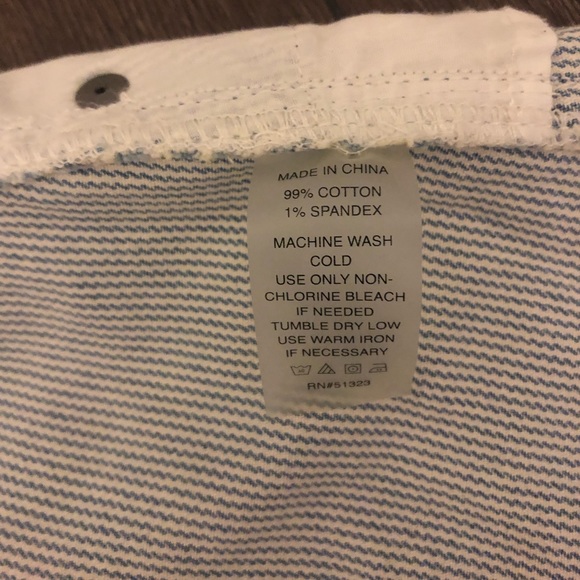 MADE IN CHINA
99% COTTON
1% SPANDEX
MACHINE WASH
COLD
USE ONLY NON-
CHLORINE BLEACH
IF NEEDED
TUMBLE DRY LOW
USE WARM IRON
IF NECESSARY
RN#51323